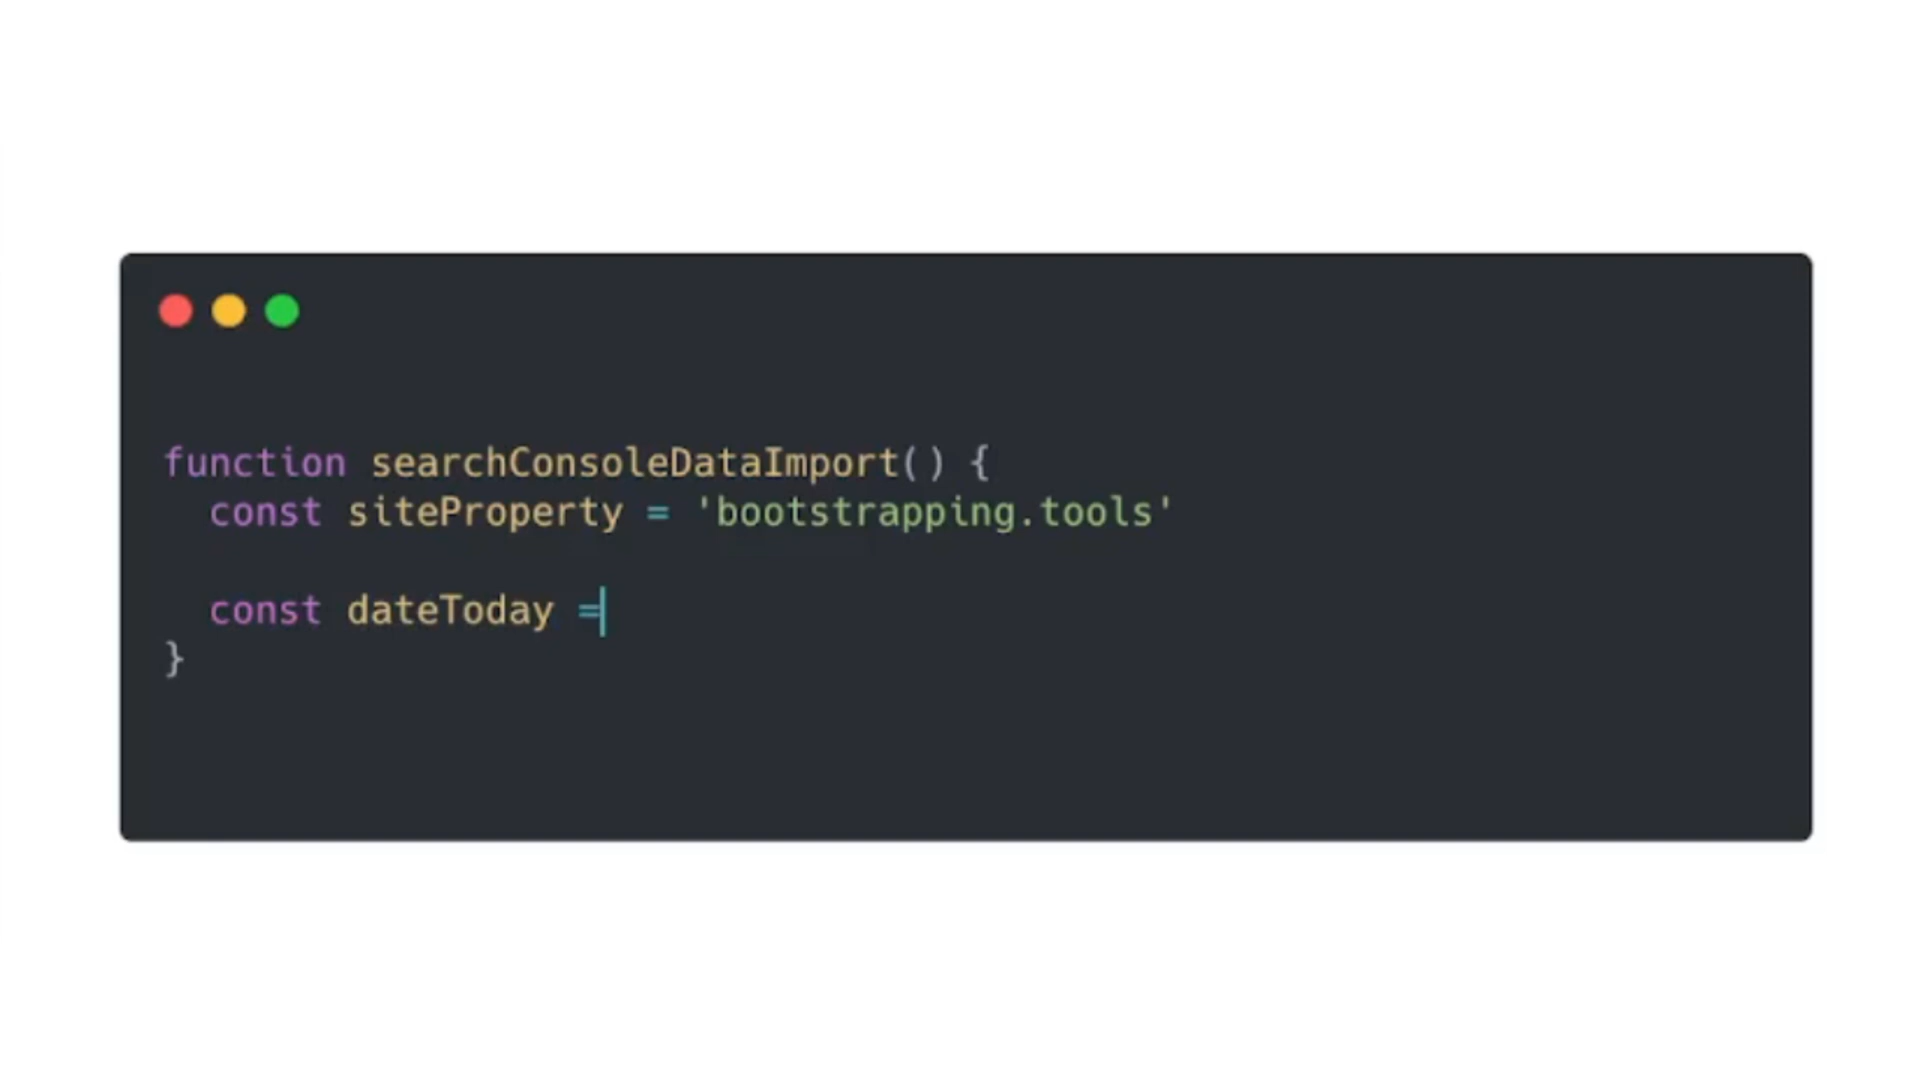 function searchConsoleDataImport() {
  const siteProperty = 'bootstrapping.tools'
  const dateToday =
}